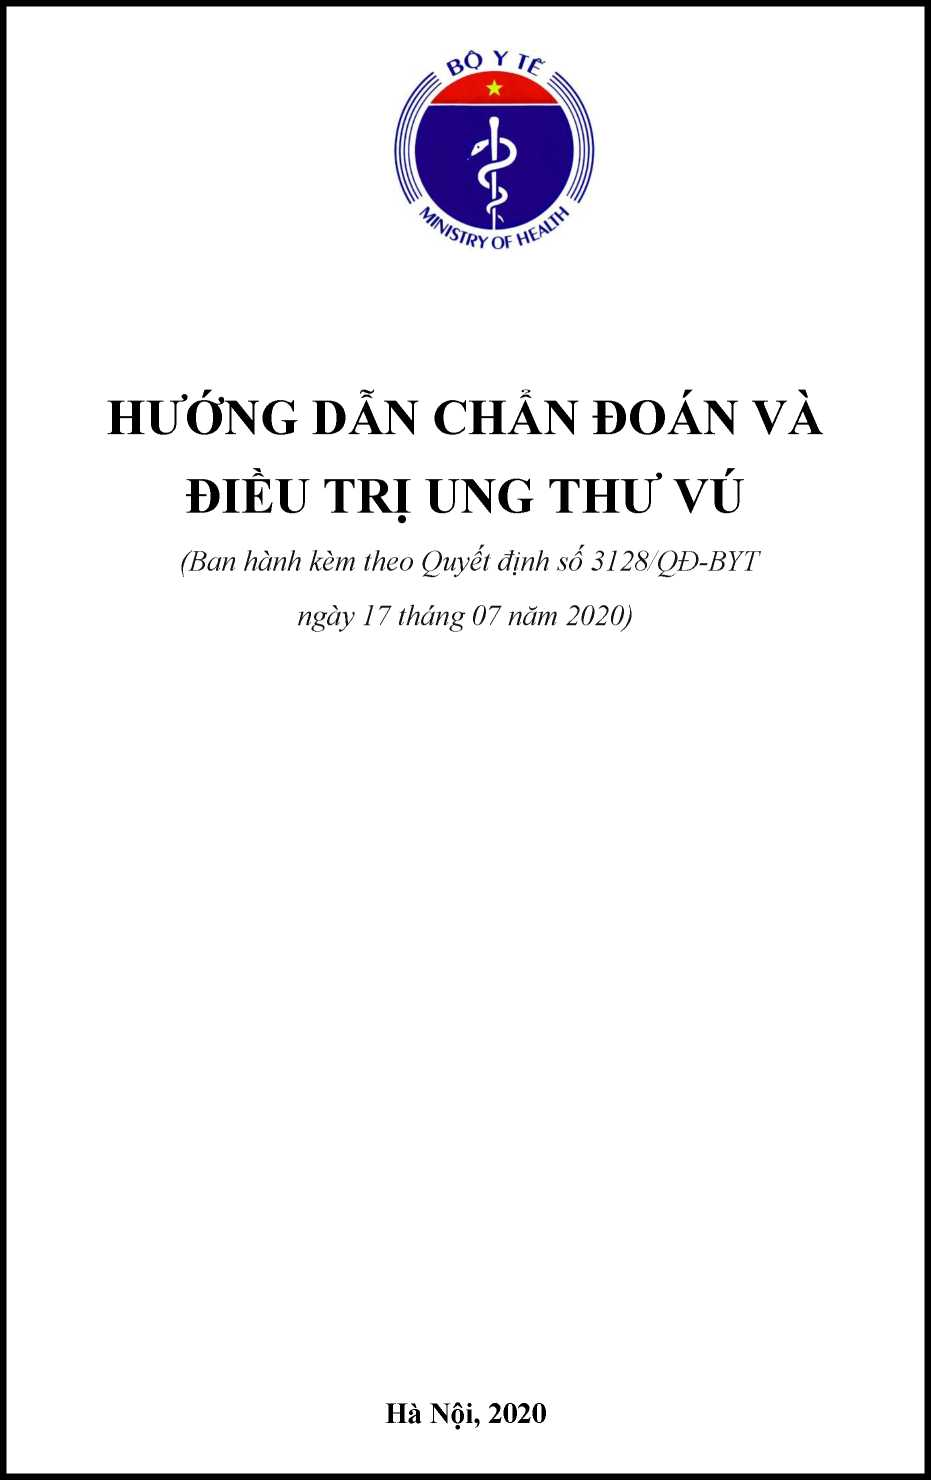 BỘ Y TẾ
MINISTRY OF HEALTH
HƯỚNG DẪN CHẨN ĐOÁN VÀ
ĐIỀU TRỊ UNG THƯ VÚ
(Ban hành kèm theo Quyết định số 3128/QĐ-BYT
ngày 17 tháng 07 năm 2020)
Hà Nội, 2020